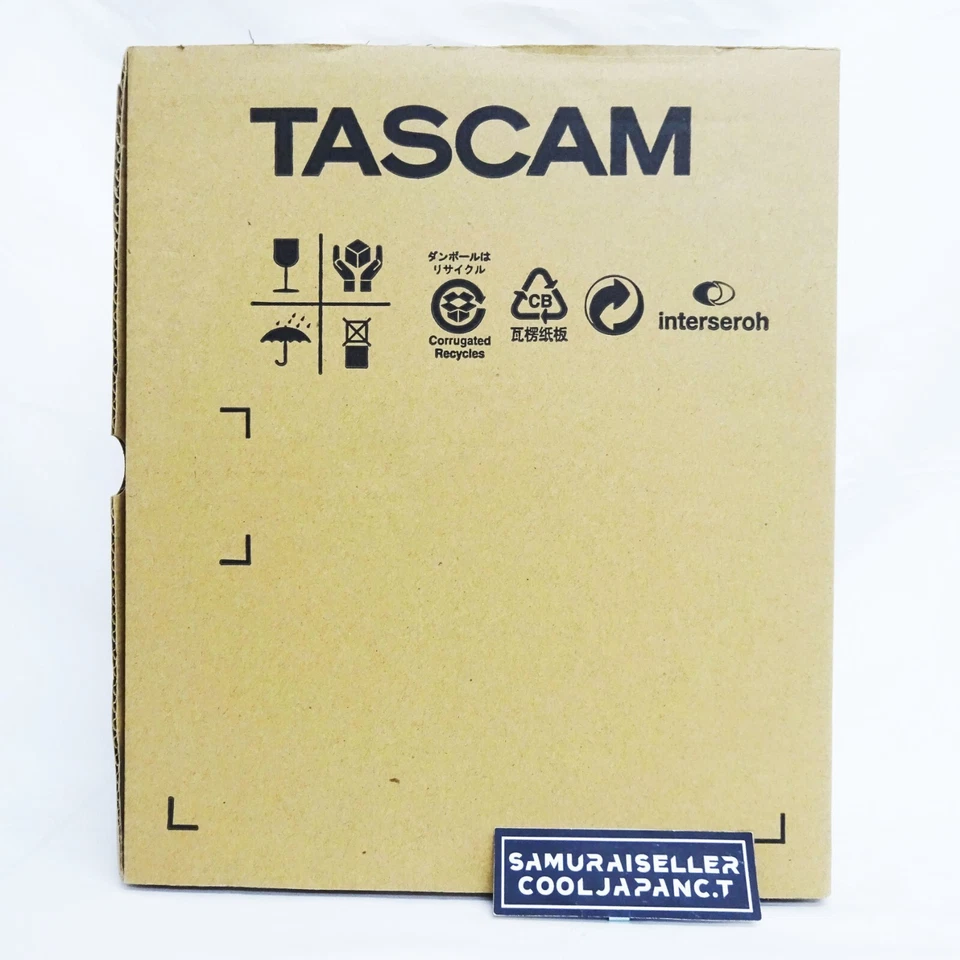 TASCAM
ダンボールは
リサイクル
Corrugated
Recycles
CB
瓦楞纸板
interseroh
SAMURAISELLER
COOLJAPANC.T